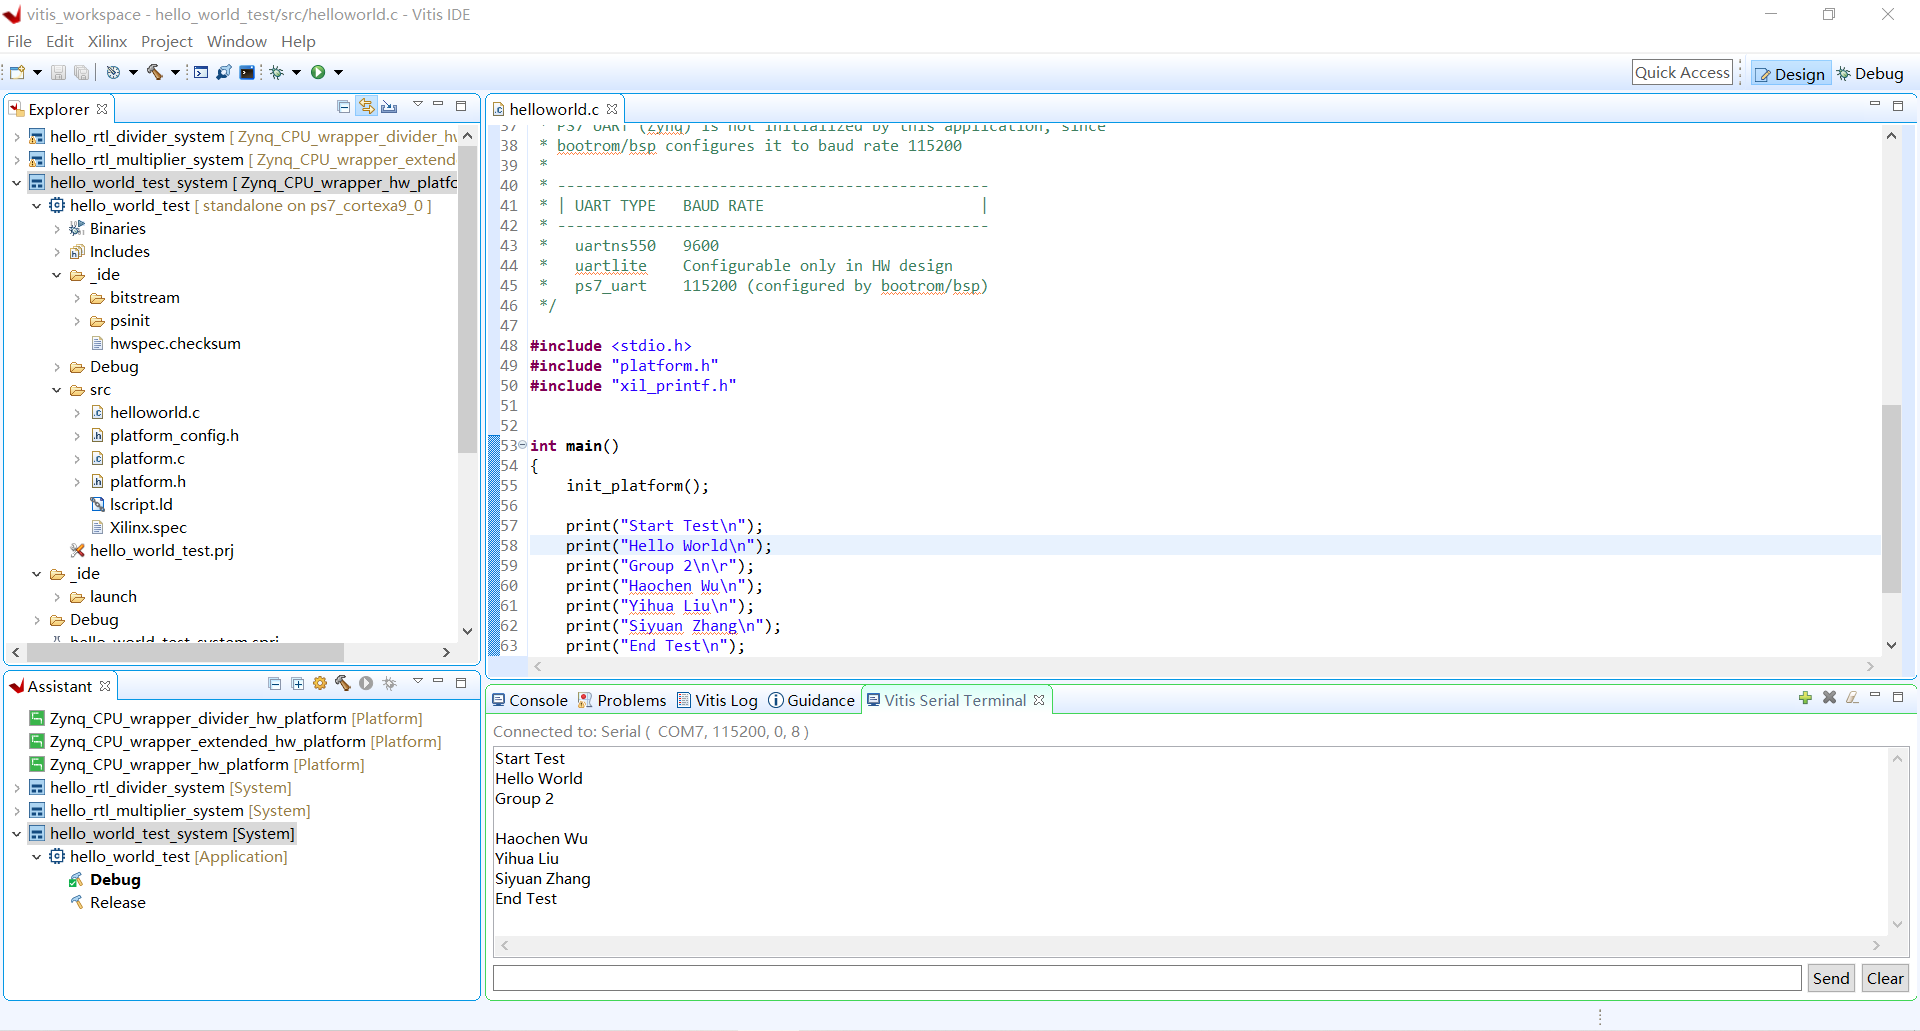 vitis_workspace - hello_world_test/src/helloworld.c - Vitis IDE
File Edit Xilinx Project Window Help
Quick Access Design Debug
Explorer
hello_rtl_divider_system [ Zynq_CPU_wrapper_divider_hw
hello_rtl_multiplier_system [ Zynq_CPU_wrapper_extend
hello_world_test_system [ Zynq_CPU_wrapper_hw_platfo
hello_world_test [ standalone on ps7_cortexa9_0 ]
Binaries
Includes
_ide
bitstream
psinit
hwspec.checksum
Debug
src
helloworld.c
platform_config.h
platform.c
platform.h
lscript.ld
Xilinx.spec
hello_world_test.prj
_ide
launch
Debug
hello_world_test_system.sprj
helloworld.c
37 * PS7 UART (Zynq) is not initialized by this application, since
38 * bootrom/bsp configures it to baud rate 115200
39 *
40 * ------------------------------------------------
41 * | UART TYPE   BAUD RATE                        |
42 * ------------------------------------------------
43 *   uartns550   9600
44 *   uartlite    Configurable only in HW design
45 *   ps7_uart    115200 (configured by bootrom/bsp)
46 */
47
48 #include <stdio.h>
49 #include "platform.h"
50 #include "xil_printf.h"
51
52
53 int main()
54 {
55     init_platform();
56
57     print("Start Test\n");
58     print("Hello World\n");
59     print("Group 2\n\r");
60     print("Haochen Wu\n");
61     print("Yihua Liu\n");
62     print("Siyuan Zhang\n");
63     print("End Test\n");
Assistant
Zynq_CPU_wrapper_divider_hw_platform [Platform]
Zynq_CPU_wrapper_extended_hw_platform [Platform]
Zynq_CPU_wrapper_hw_platform [Platform]
hello_rtl_divider_system [System]
hello_rtl_multiplier_system [System]
hello_world_test_system [System]
hello_world_test [Application]
Debug
Release
Console Problems Vitis Log Guidance Vitis Serial Terminal
Connected to: Serial ( COM7, 115200, 0, 8 )
Start Test
Hello World
Group 2
Haochen Wu
Yihua Liu
Siyuan Zhang
End Test
Send Clear